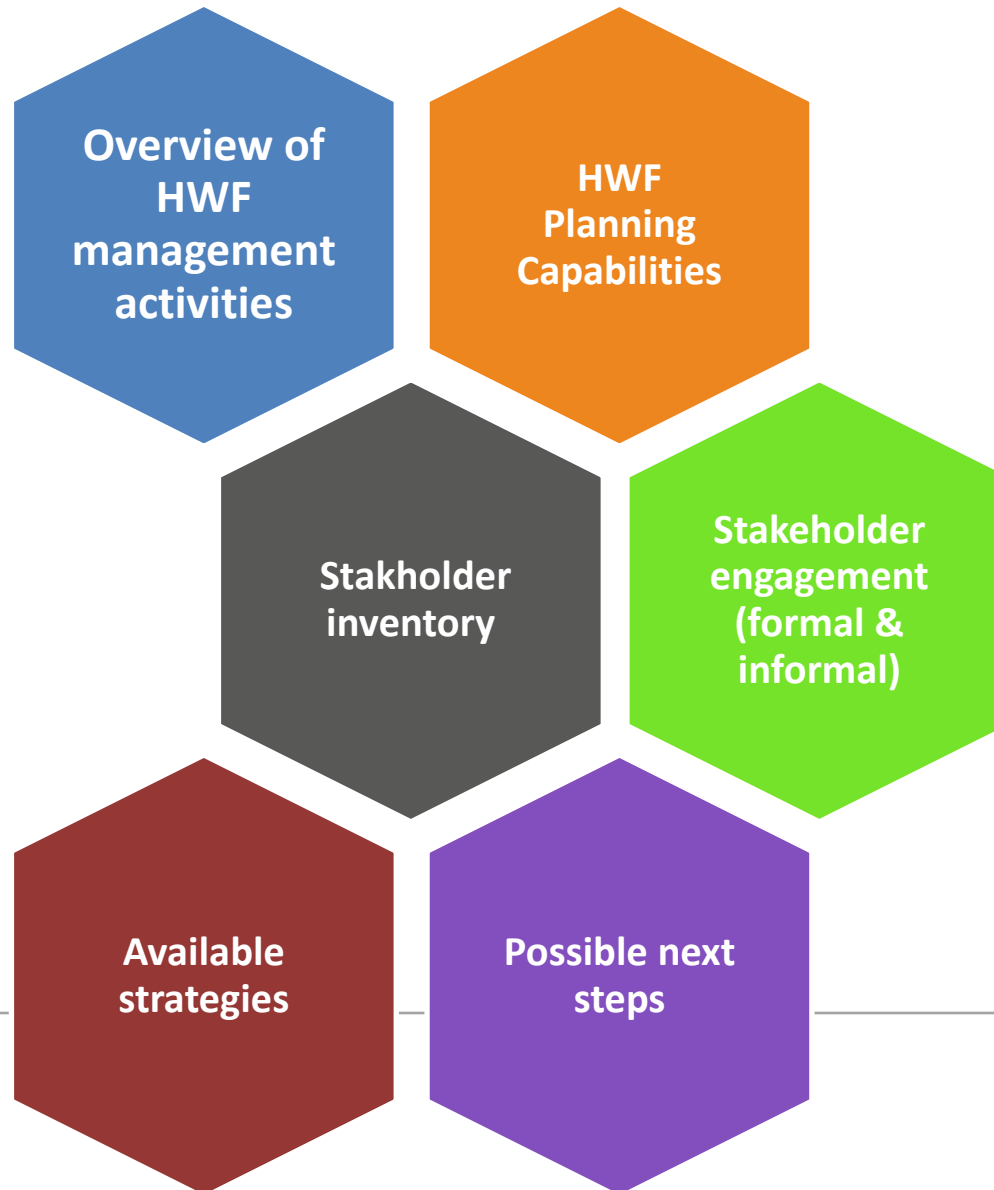 Overview of
HWF
management
activities
HWF
Planning
Capabilities
Stakholder
inventory
Stakeholder
engagement
(formal &
informal)
Available
strategies
Possible next
steps